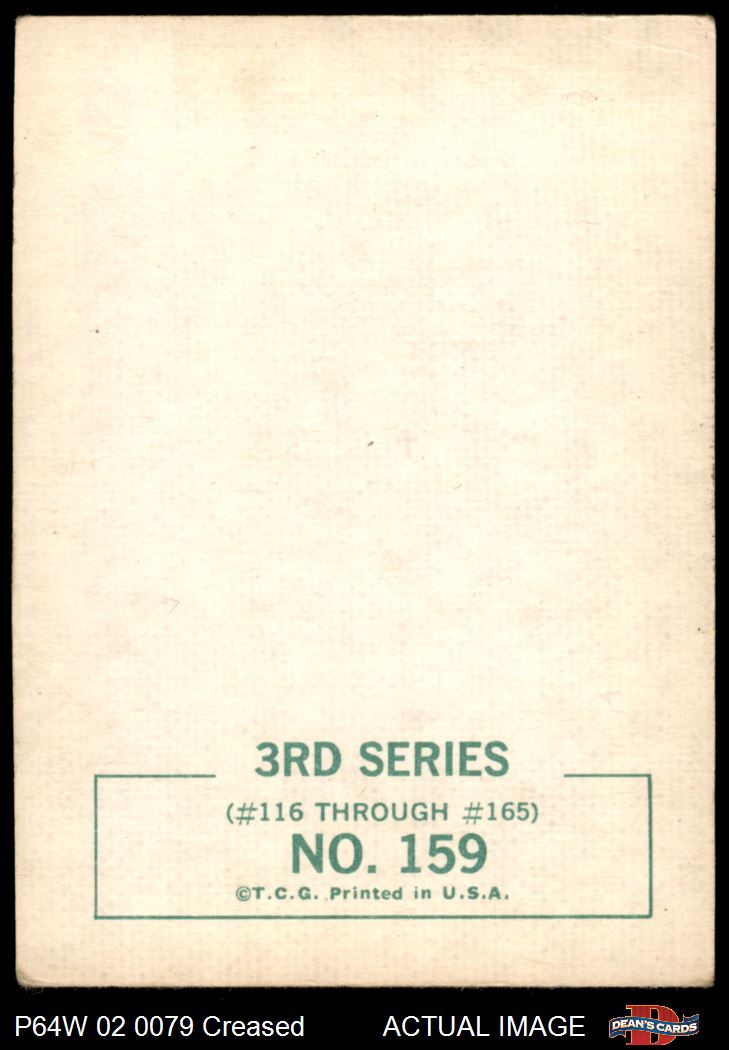 3RD SERIES
(#116 THROUGH #165)
NO. 159
©T.C.G. Printed in U.S.A.
P64W 02 0079 Creased ACTUAL IMAGE DEAN'S CARDS